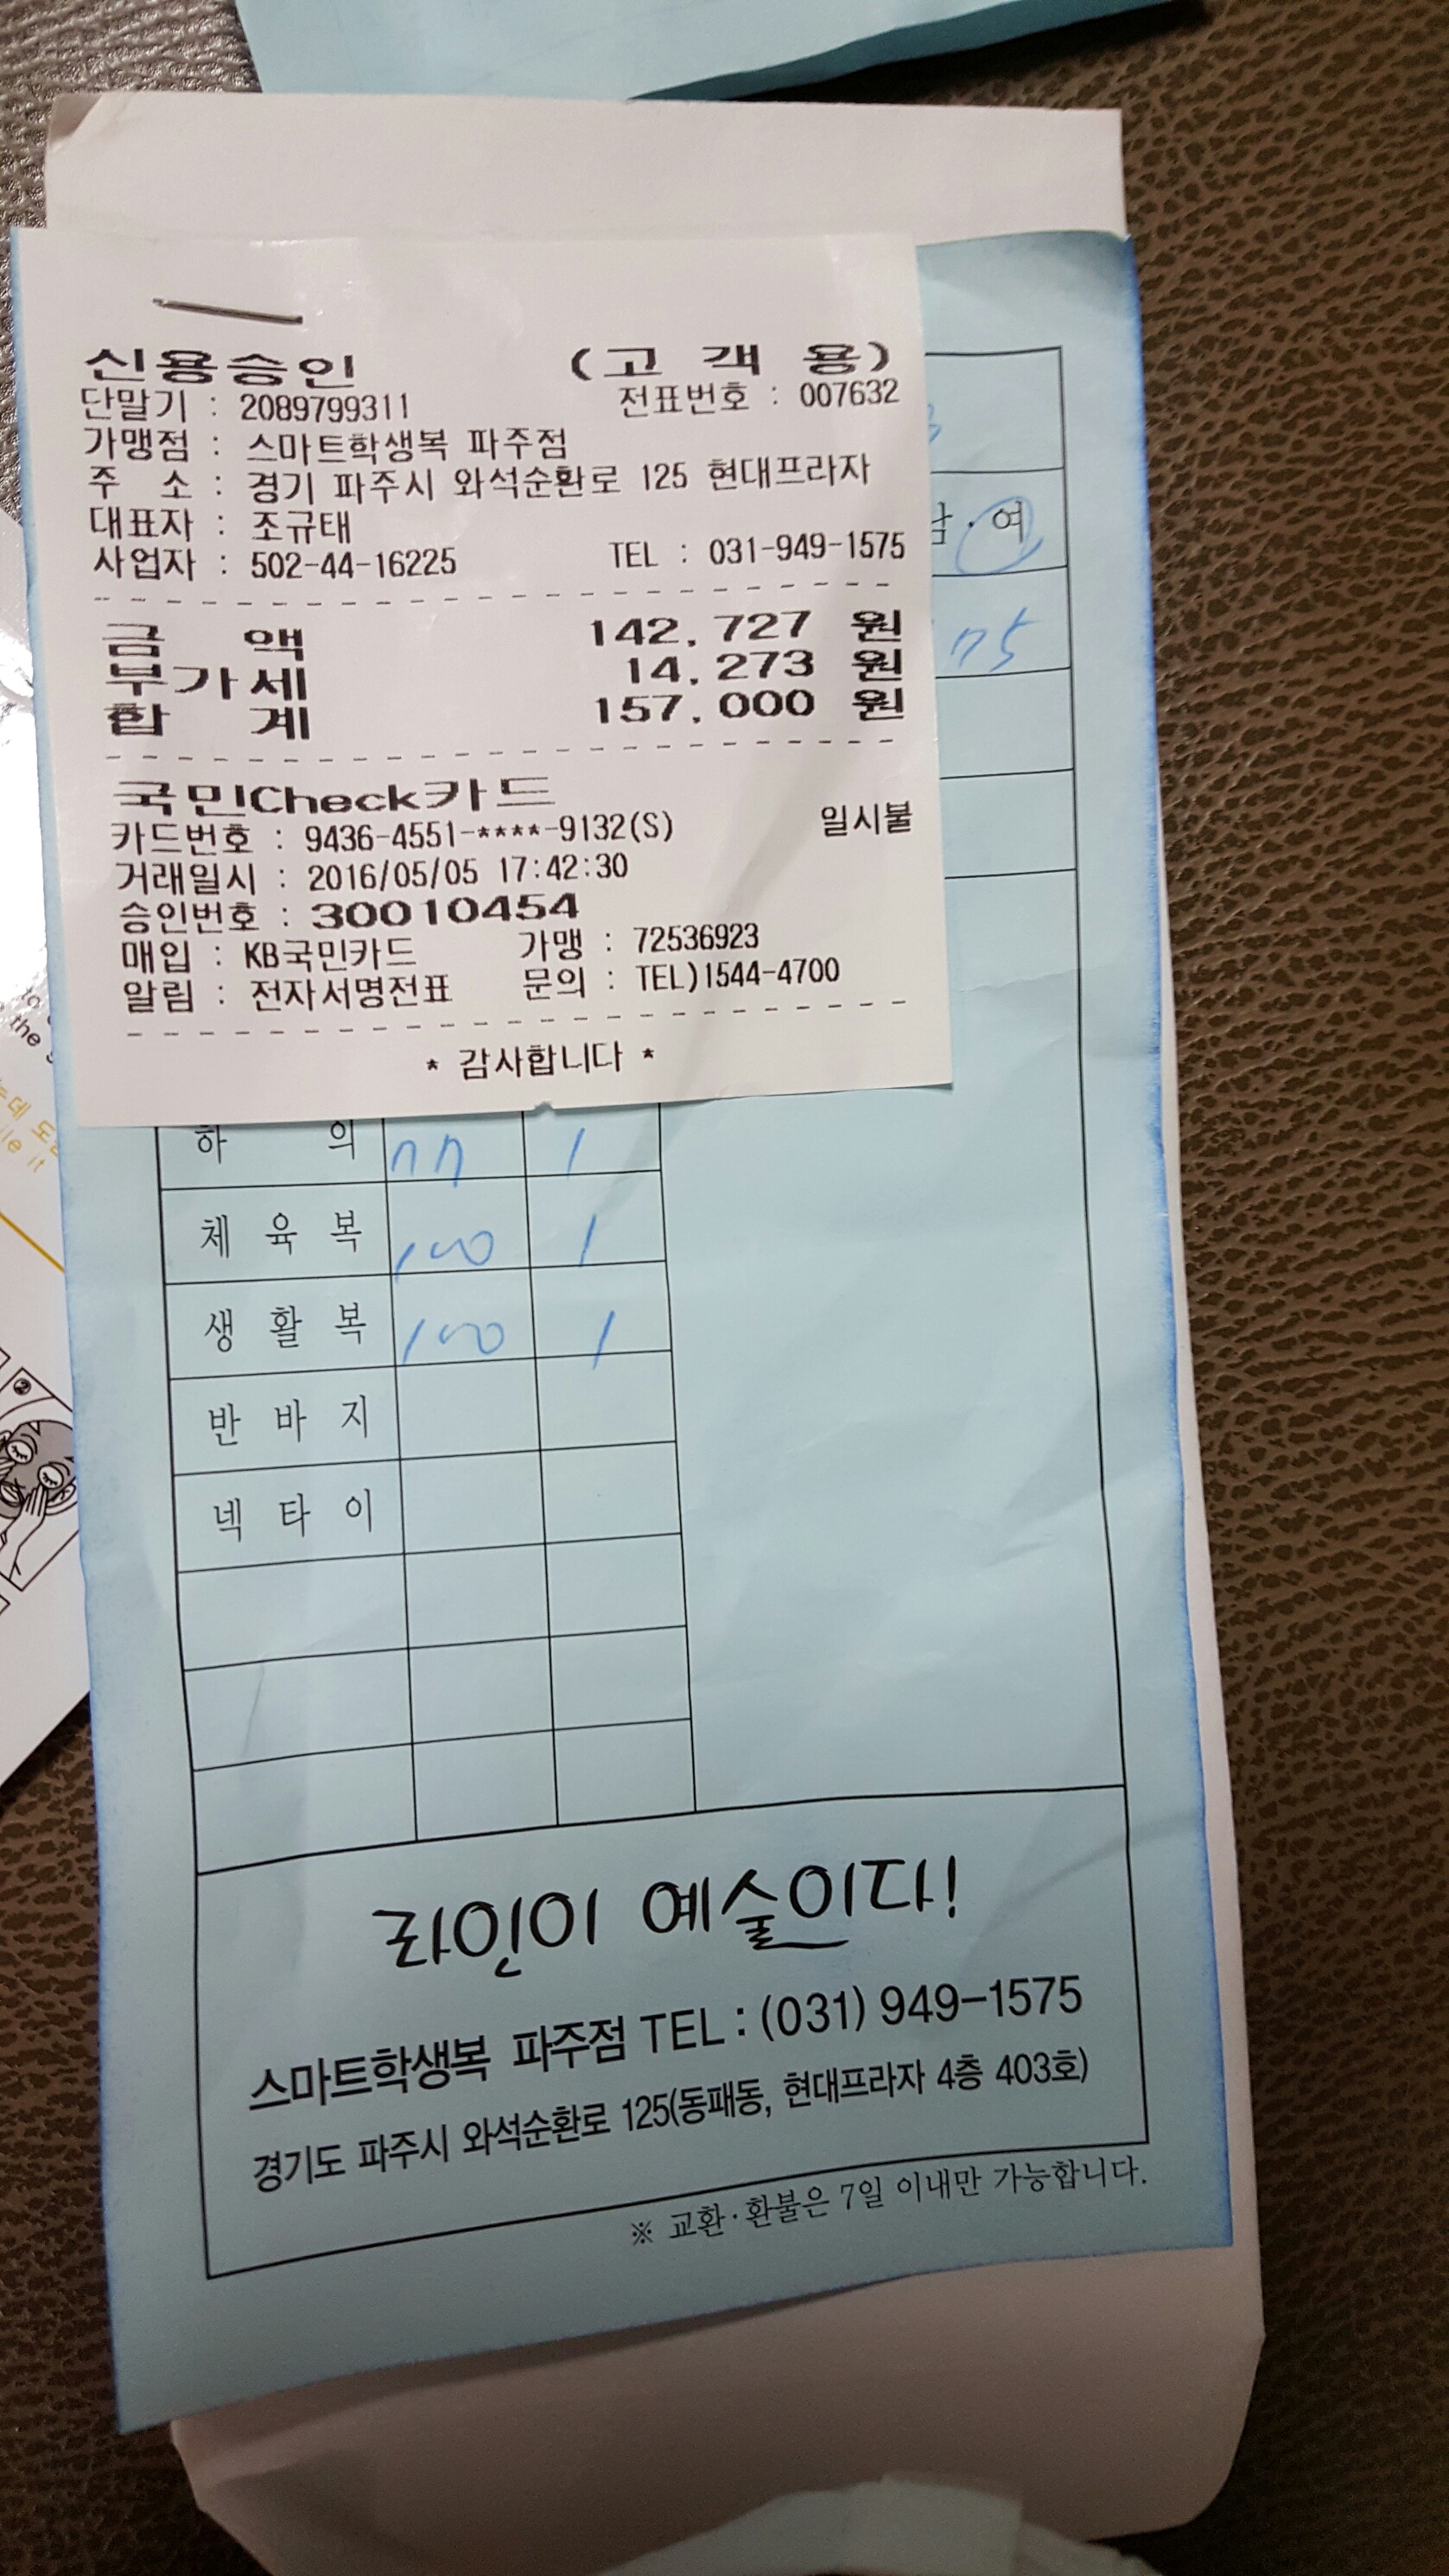 신용승인 (고 객 용)
단말기 : 2089799311 전표번호 : 007632
가맹점 : 스마트학생복 파주점
주 소 : 경기 파주시 와석순환로 125 현대프라자
대표자 : 조규태
사업자 : 502-44-16225 TEL : 031-949-1575
금 액 142,727 원
부가세 14,273 원
합 계 157,000 원
국민Check카드
카드번호 : 9436-4551-****-9132(S) 일시불
거래일시 : 2016/05/05 17:42:30
승인번호 : 30010454
매입 : KB국민카드 가맹 : 72536923
알림 : 전자서명전표 문의 : TEL)1544-4700
* 감사합니다 *
남 · 여
75
하 의 77 1
체 육 복 100 1
생 활 복 100 1
반 바 지
넥 타 이
라인이 예술이다!
스마트학생복 파주점 TEL : (031) 949-1575
경기도 파주시 와석순환로 125(동패동, 현대프라자 4층 403호)
※ 교환·환불은 7일 이내만 가능합니다.
the
②